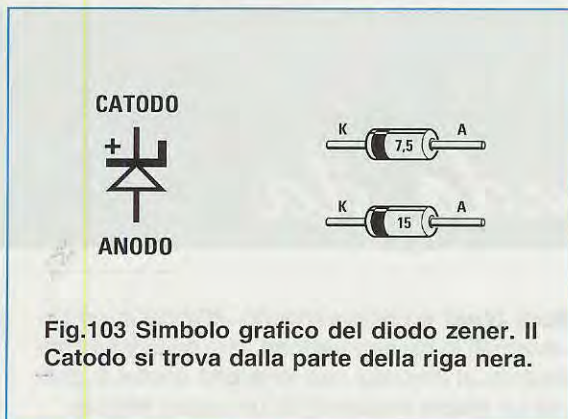 CATODO
+
ANODO
K 7,5 A
K 15 A
Fig.103 Simbolo grafico del diodo zener. Il
Catodo si trova dalla parte della riga nera.